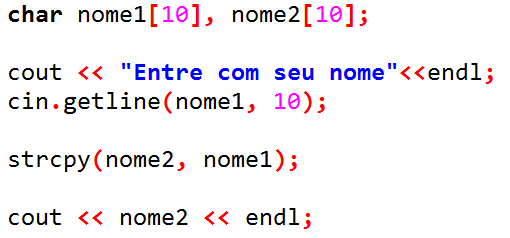 char nome1[10], nome2[10];
cout << "Entre com seu nome"<<endl;
cin.getline(nome1, 10);
strcpy(nome2, nome1);
cout << nome2 << endl;